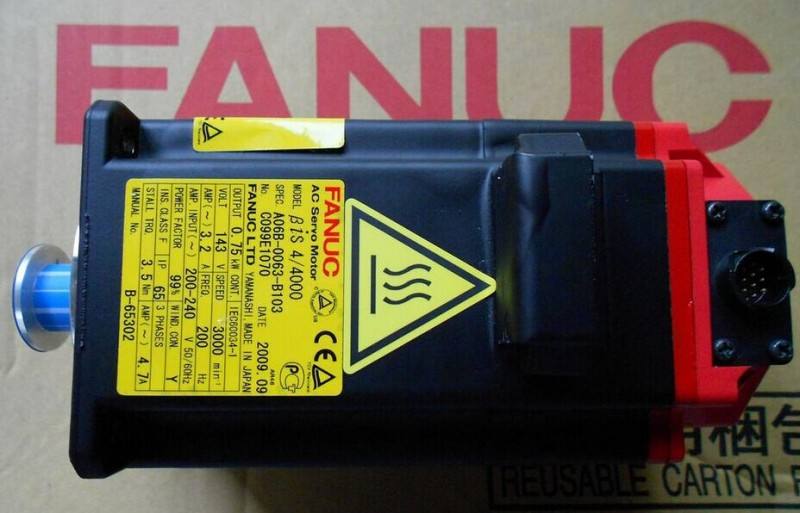 FANUC
FANUC
AC Servo Motor
MODEL βiS 4/4000
SPEC. A06B-0063-B103
No. C099E1070 DATE 2009.09
FANUC LTD YAMANASHI, MADE IN JAPAN
OUTPUT 0.75 kW CONT. IEC60034-1
VOLT 143 V SPEED 3000 min-1
AMP(~) 3.2 A FREQ. 200 Hz
AMP. INPUT(~) 200-240 V 50/60Hz
POWER FACTOR 99% WIND.CON. Y
INS.CLASS F IP 65 3 PHASES
STALL TRQ. 3.5 Nm AMP(~) 4.7A
MANUAL No. B-65302
CE
梱包
REUSABLE CARTON